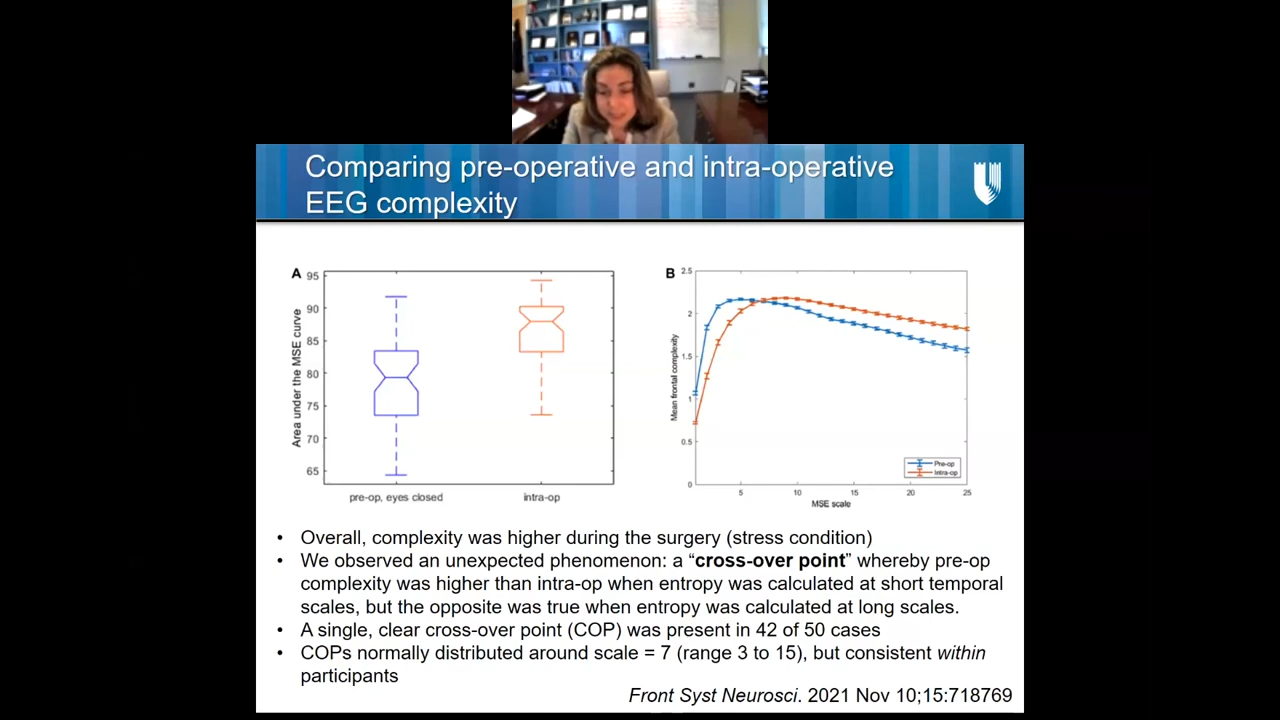 Comparing pre-operative and intra-operative
EEG complexity
A
95
90
85
80
75
70
65
Area under the MSE curve
pre-op, eyes closed
intra-op
B
2.5
2
1.5
1
0.5
0
Mean frontal complexity
5
10
15
20
25
MSE scale
Pre-op
Intra-op
• Overall, complexity was higher during the surgery (stress condition)
• We observed an unexpected phenomenon: a “cross-over point” whereby pre-op
complexity was higher than intra-op when entropy was calculated at short temporal
scales, but the opposite was true when entropy was calculated at long scales.
• A single, clear cross-over point (COP) was present in 42 of 50 cases
• COPs normally distributed around scale = 7 (range 3 to 15), but consistent within
participants
Front Syst Neurosci. 2021 Nov 10;15:718769